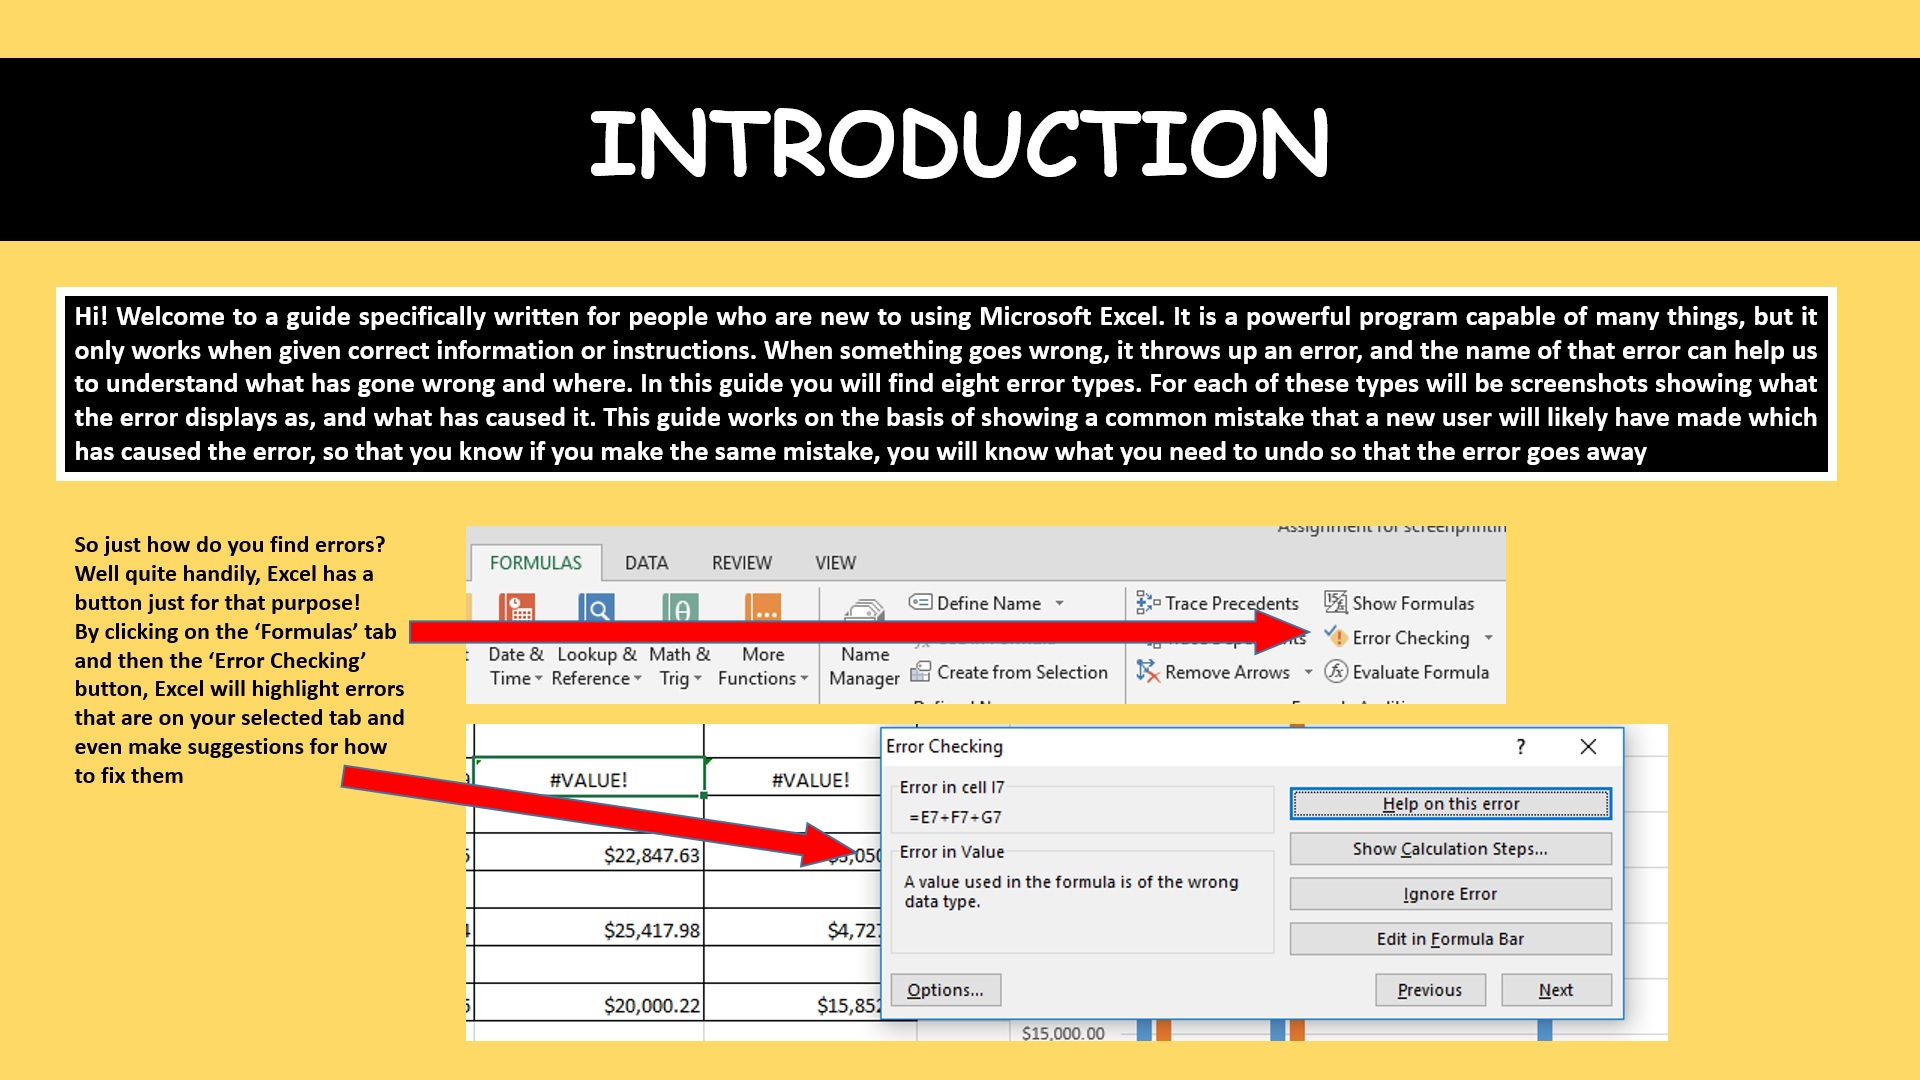 INTRODUCTION
Hi! Welcome to a guide specifically written for people who are new to using Microsoft Excel. It is a powerful program capable of many things, but it
only works when given correct information or instructions. When something goes wrong, it throws up an error, and the name of that error can help us
to understand what has gone wrong and where. In this guide you will find eight error types. For each of these types will be screenshots showing what
the error displays as, and what has caused it. This guide works on the basis of showing a common mistake that a new user will likely have made which
has caused the error, so that you know if you make the same mistake, you will know what you need to undo so that the error goes away
So just how do you find errors?
Well quite handily, Excel has a
button just for that purpose!
By clicking on the ‘Formulas’ tab
and then the ‘Error Checking’
button, Excel will highlight errors
that are on your selected tab and
even make suggestions for how
to fix them
Assignment for screenprintin
FORMULAS DATA REVIEW VIEW
Date & Time
Lookup & Reference
Math & Trig
More Functions
Name Manager
Define Name
Create from Selection
Trace Precedents
Remove Arrows
Show Formulas
Error Checking
Evaluate Formula
#VALUE! #VALUE!
$22,847.63
$25,417.98 $4,727
$20,000.22 $15,852
Error Checking ?
Error in cell I7
=E7+F7+G7
Error in Value
A value used in the formula is of the wrong
data type.
Help on this error
Show Calculation Steps...
Ignore Error
Edit in Formula Bar
Options... Previous Next
$15,000.00